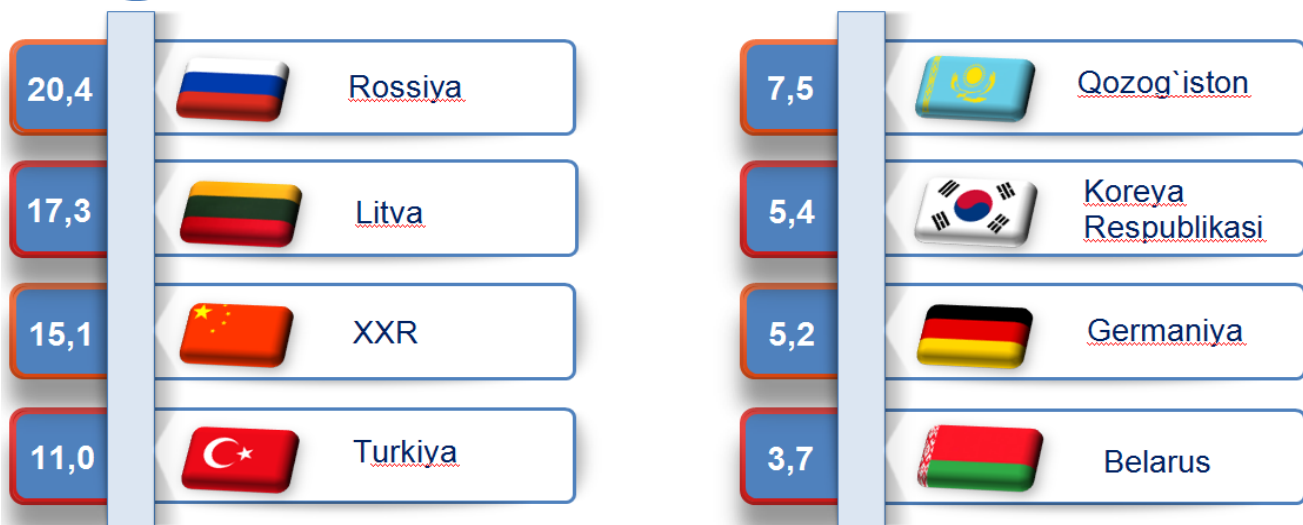 20,4
Rossiya
17,3
Litva
15,1
XXR
11,0
Turkiya
7,5
Qozog`iston
5,4
Koreya
Respublikasi
5,2
Germaniya
3,7
Belarus